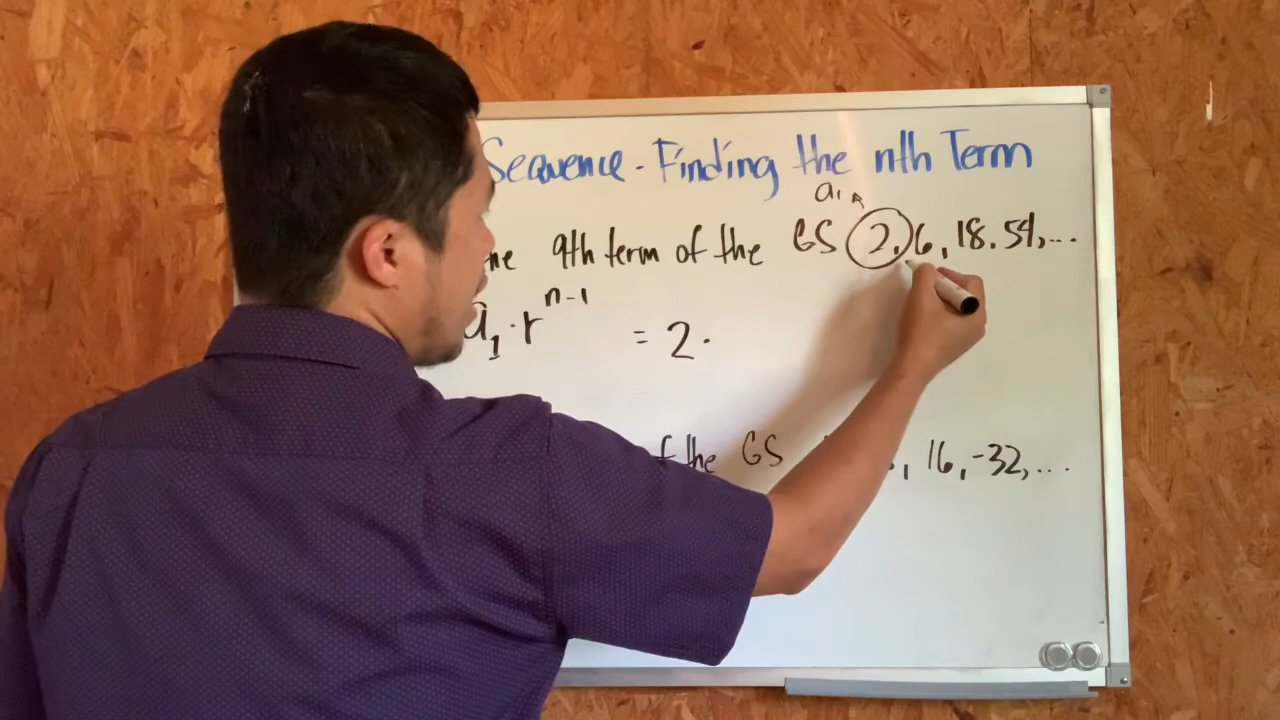 Sequence - Finding the nth Term
a₁
9th term of the GS 2, 6, 18. 54, ...
a₁ · r^(n-1) = 2 ·
the GS , 16, -32, ...